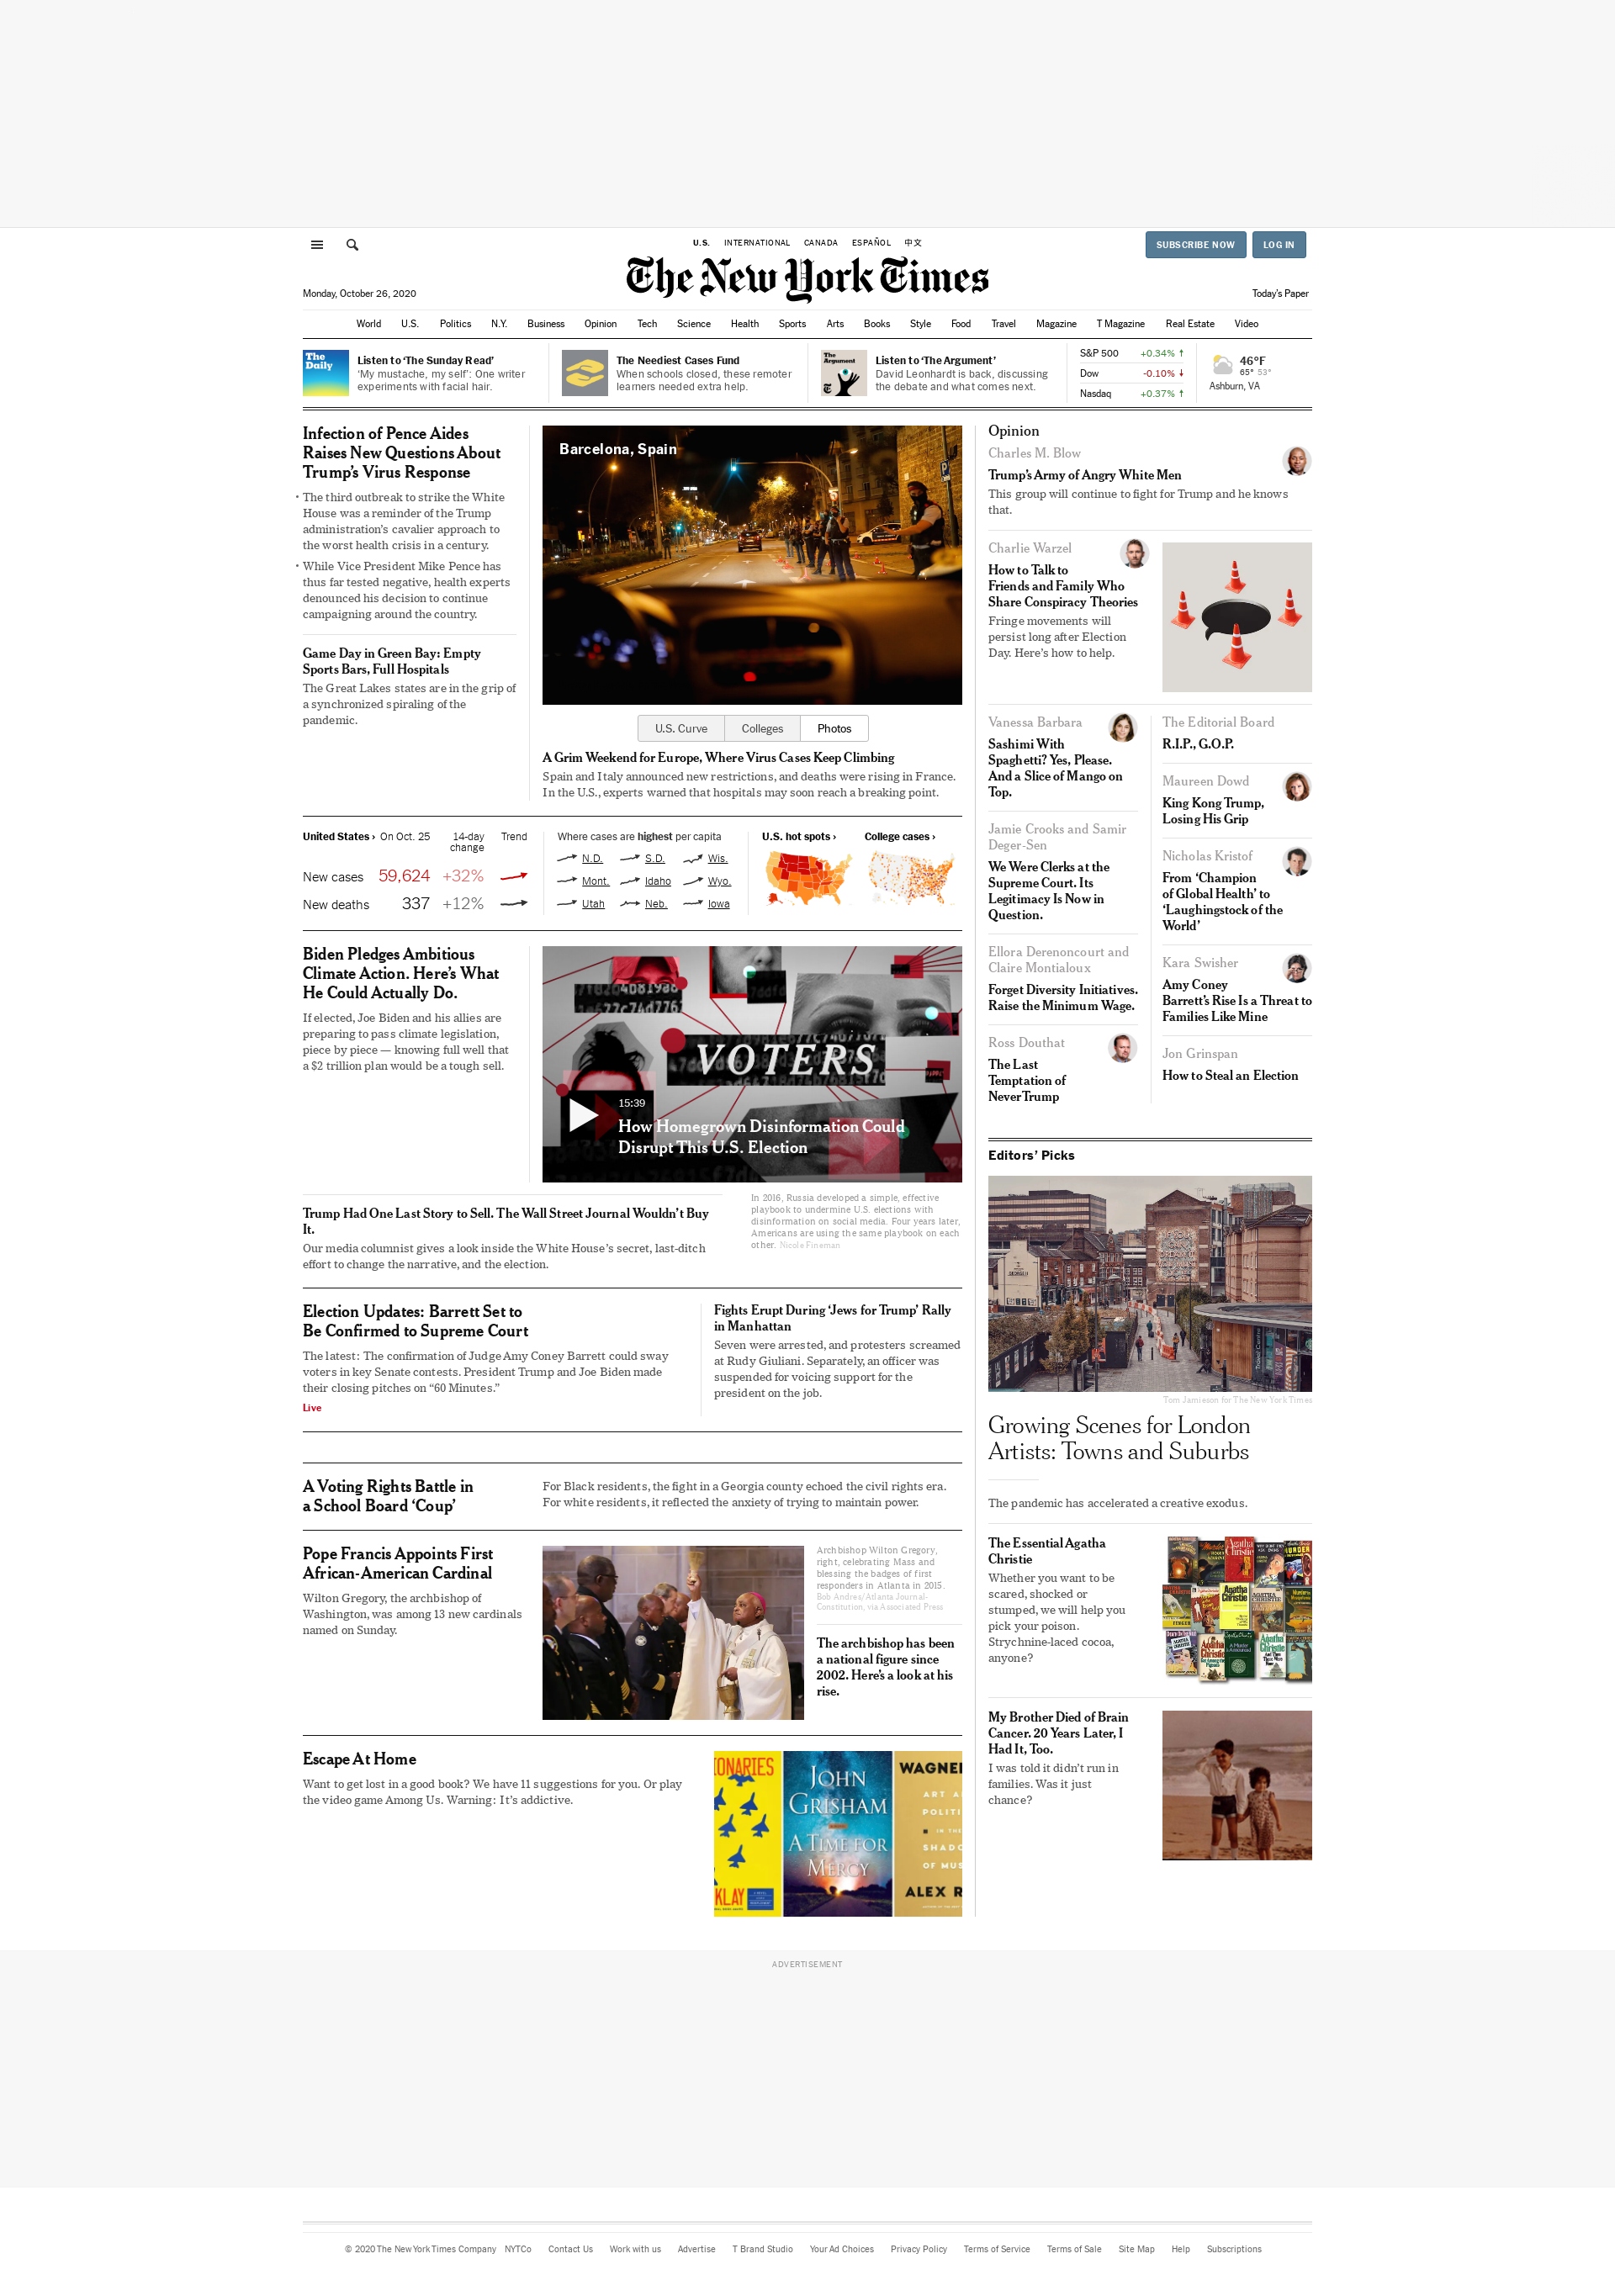 U.S. INTERNATIONAL CANADA ESPAÑOL 中文
SUBSCRIBE NOW LOG IN
The New York Times
Monday, October 26, 2020
Today's Paper
World U.S. Politics N.Y. Business Opinion Tech Science Health Sports Arts Books Style Food Travel Magazine T Magazine Real Estate Video
The
Daily
Listen to ‘The Sunday Read’
‘My mustache, my self’: One writer
experiments with facial hair.
The Neediest Cases Fund
When schools closed, these remoter
learners needed extra help.
The
Argument
Listen to ‘The Argument’
David Leonhardt is back, discussing
the debate and what comes next.
S&P 500 +0.34%
Dow -0.10%
Nasdaq +0.37%
46°F
65° 53°
Ashburn, VA
Infection of Pence Aides
Raises New Questions About
Trump’s Virus Response
• The third outbreak to strike the White
House was a reminder of the Trump
administration’s cavalier approach to
the worst health crisis in a century.
• While Vice President Mike Pence has
thus far tested negative, health experts
denounced his decision to continue
campaigning around the country.
Game Day in Green Bay: Empty
Sports Bars, Full Hospitals
The Great Lakes states are in the grip of
a synchronized spiraling of the
pandemic.
Barcelona, Spain
U.S. Curve Colleges Photos
A Grim Weekend for Europe, Where Virus Cases Keep Climbing
Spain and Italy announced new restrictions, and deaths were rising in France.
In the U.S., experts warned that hospitals may soon reach a breaking point.
United States › On Oct. 25 14-day
change Trend
New cases 59,624 +32%
New deaths 337 +12%
Where cases are highest per capita
N.D. S.D. Wis.
Mont. Idaho Wyo.
Utah Neb. Iowa
U.S. hot spots › College cases ›
Biden Pledges Ambitious
Climate Action. Here’s What
He Could Actually Do.
If elected, Joe Biden and his allies are
preparing to pass climate legislation,
piece by piece — knowing full well that
a $2 trillion plan would be a tough sell.
VOTERS
15:39
How Homegrown Disinformation Could
Disrupt This U.S. Election
In 2016, Russia developed a simple, effective
playbook to undermine U.S. elections with
disinformation on social media. Four years later,
Americans are using the same playbook on each
other. Nicole Fineman
Trump Had One Last Story to Sell. The Wall Street Journal Wouldn’t Buy
It.
Our media columnist gives a look inside the White House’s secret, last-ditch
effort to change the narrative, and the election.
Election Updates: Barrett Set to
Be Confirmed to Supreme Court
The latest: The confirmation of Judge Amy Coney Barrett could sway
voters in key Senate contests. President Trump and Joe Biden made
their closing pitches on “60 Minutes.”
Live
Fights Erupt During ‘Jews for Trump’ Rally
in Manhattan
Seven were arrested, and protesters screamed
at Rudy Giuliani. Separately, an officer was
suspended for voicing support for the
president on the job.
A Voting Rights Battle in
a School Board ‘Coup’
For Black residents, the fight in a Georgia county echoed the civil rights era.
For white residents, it reflected the anxiety of trying to maintain power.
Pope Francis Appoints First
African-American Cardinal
Wilton Gregory, the archbishop of
Washington, was among 13 new cardinals
named on Sunday.
Archbishop Wilton Gregory,
right, celebrating Mass and
blessing the badges of first
responders in Atlanta in 2015.
Bob Andres/Atlanta Journal-
Constitution, via Associated Press
The archbishop has been
a national figure since
2002. Here’s a look at his
rise.
Escape At Home
Want to get lost in a good book? We have 11 suggestions for you. Or play
the video game Among Us. Warning: It’s addictive.
JOHN
GRISHAM
A TIME FOR
MERCY
WAGNER
ALEX R
Opinion
Charles M. Blow
Trump’s Army of Angry White Men
This group will continue to fight for Trump and he knows
that.
Charlie Warzel
How to Talk to
Friends and Family Who
Share Conspiracy Theories
Fringe movements will
persist long after Election
Day. Here’s how to help.
Vanessa Barbara
Sashimi With
Spaghetti? Yes, Please.
And a Slice of Mango on
Top.
Jamie Crooks and Samir
Deger-Sen
We Were Clerks at the
Supreme Court. Its
Legitimacy Is Now in
Question.
Ellora Derenoncourt and
Claire Montialoux
Forget Diversity Initiatives.
Raise the Minimum Wage.
Ross Douthat
The Last
Temptation of
NeverTrump
The Editorial Board
R.I.P., G.O.P.
Maureen Dowd
King Kong Trump,
Losing His Grip
Nicholas Kristof
From ‘Champion
of Global Health’ to
‘Laughingstock of the
World’
Kara Swisher
Amy Coney
Barrett’s Rise Is a Threat to
Families Like Mine
Jon Grinspan
How to Steal an Election
Editors’ Picks
Tom Jamieson for The New York Times
Growing Scenes for London
Artists: Towns and Suburbs
The pandemic has accelerated a creative exodus.
The Essential Agatha
Christie
Whether you want to be
scared, shocked or
stumped, we will help you
pick your poison.
Strychnine-laced cocoa,
anyone?
My Brother Died of Brain
Cancer. 20 Years Later, I
Had It, Too.
I was told it didn’t run in
families. Was it just
chance?
ADVERTISEMENT
© 2020 The New York Times Company NYTCo Contact Us Work with us Advertise T Brand Studio Your Ad Choices Privacy Policy Terms of Service Terms of Sale Site Map Help Subscriptions